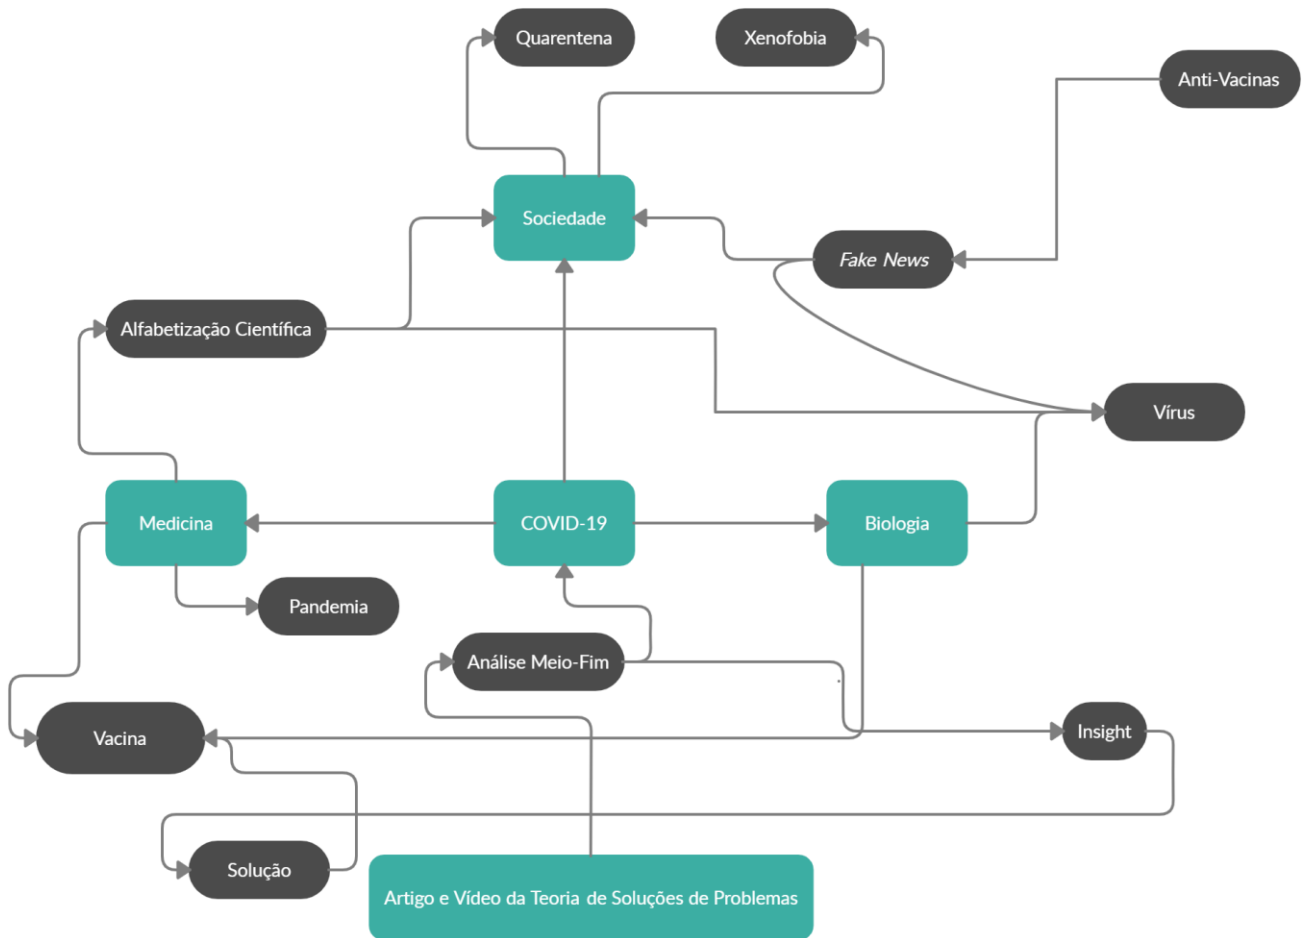 Quarentena
Xenofobia
Anti-Vacinas
Sociedade
Fake News
Alfabetização Científica
Vírus
Medicina
COVID-19
Biologia
Pandemia
Análise Meio-Fim
Vacina
Insight
Solução
Artigo e Vídeo da Teoria de Soluções de Problemas